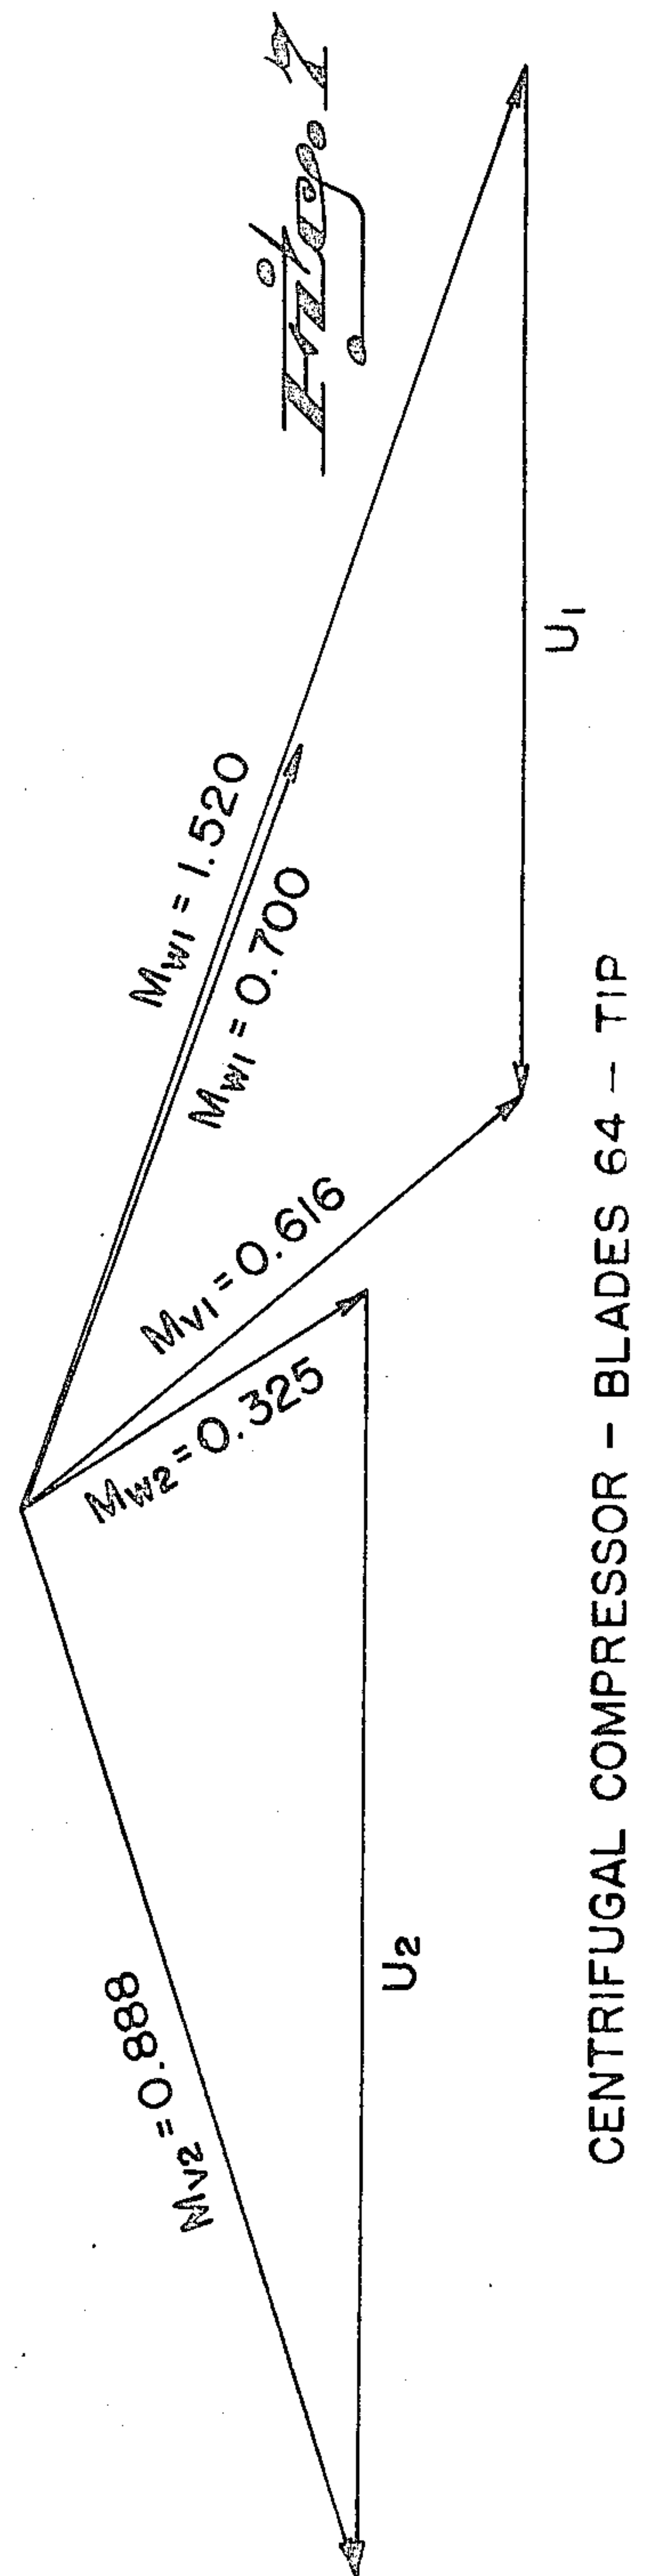 Fig. 7
Mw1 = 1.520
Mw1 = 0.700
Mv1 = 0.616
Mw2 = 0.325
Mv2 = 0.888
U1
U2
CENTRIFUGAL COMPRESSOR - BLADES 64 - TIP